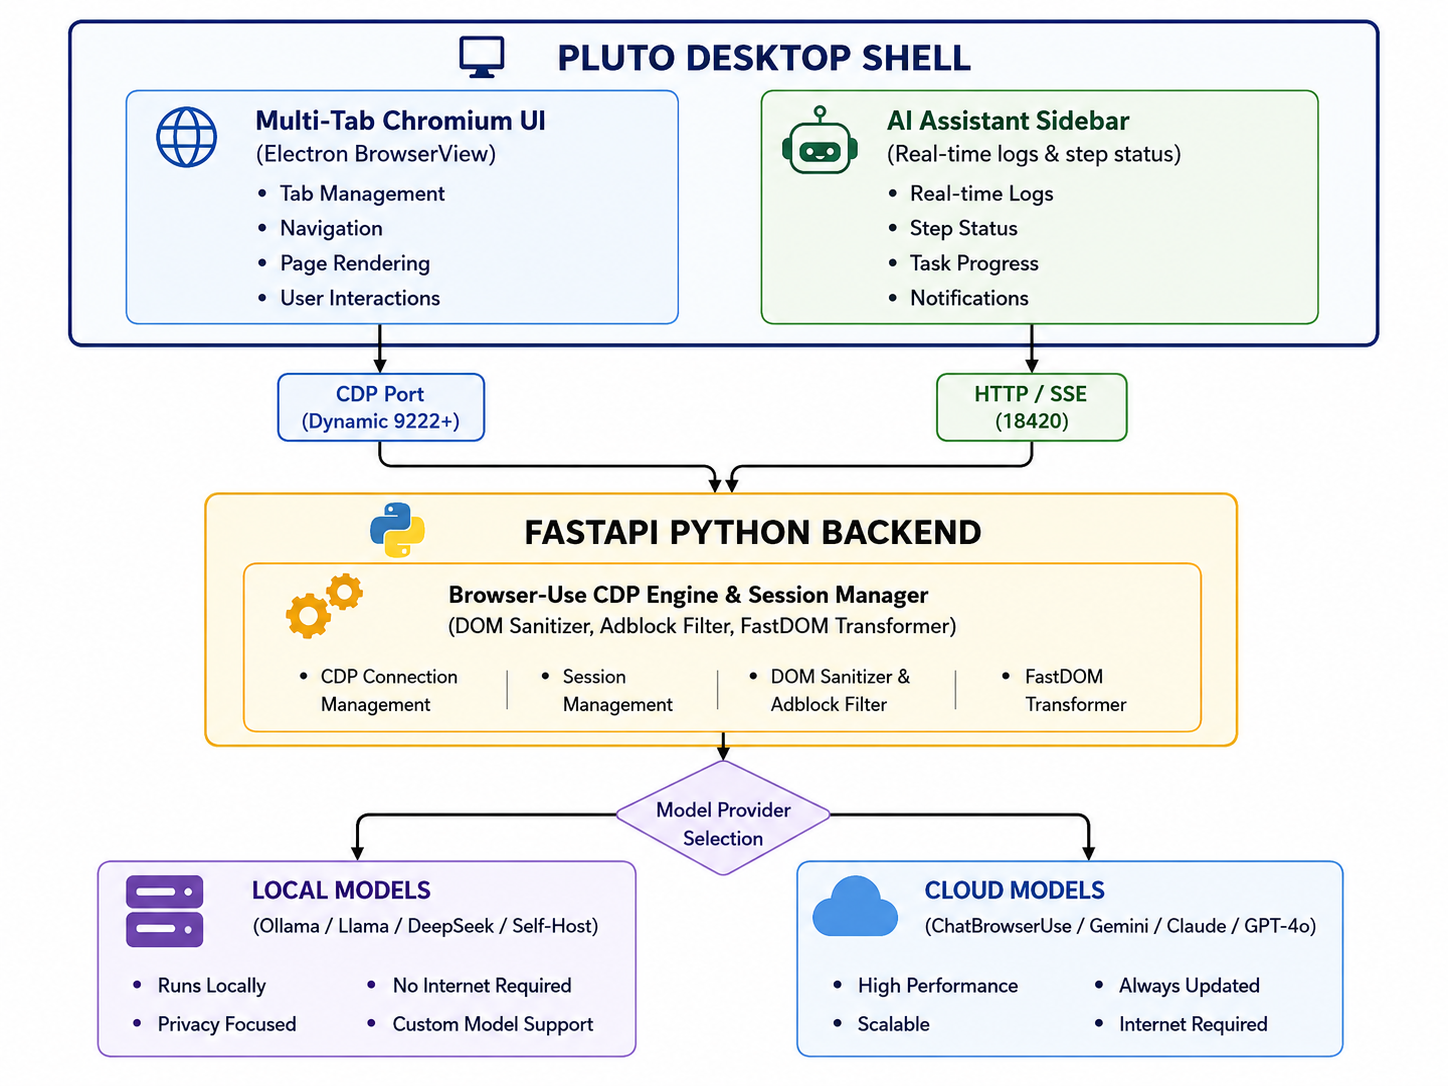 PLUTO DESKTOP SHELL
Multi-Tab Chromium UI
(Electron BrowserView)
• Tab Management
• Navigation
• Page Rendering
• User Interactions
AI Assistant Sidebar
(Real-time logs & step status)
• Real-time Logs
• Step Status
• Task Progress
• Notifications
CDP Port
(Dynamic 9222+)
HTTP / SSE
(18420)
FASTAPI PYTHON BACKEND
Browser-Use CDP Engine & Session Manager
(DOM Sanitizer, Adblock Filter, FastDOM Transformer)
• CDP Connection
Management
• Session
Management
• DOM Sanitizer &
Adblock Filter
• FastDOM
Transformer
Model Provider
Selection
LOCAL MODELS
(Ollama / Llama / DeepSeek / Self-Host)
• Runs Locally
• Privacy Focused
• No Internet Required
• Custom Model Support
CLOUD MODELS
(ChatBrowserUse / Gemini / Claude / GPT-4o)
• High Performance
• Scalable
• Always Updated
• Internet Required